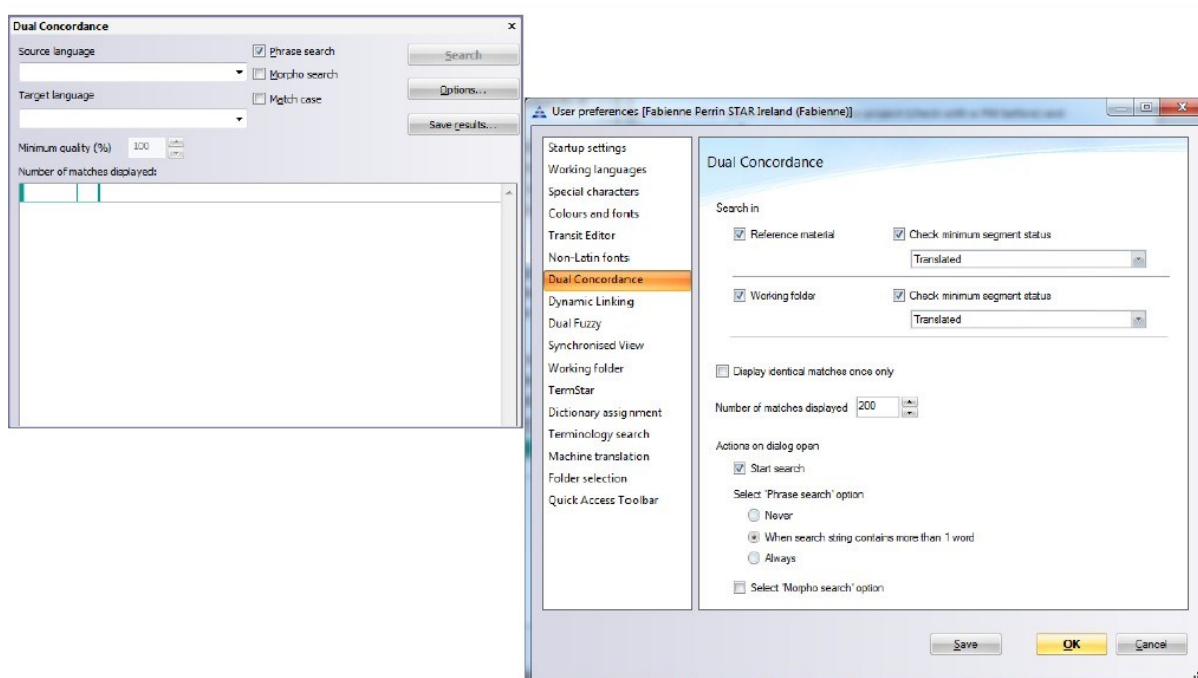 Dual Concordance
Source language
Phrase search
Search
Morpho search
Options...
Target language
Match case
Save results...
Minimum quality (%) 100
Number of matches displayed:
User preferences [Fabienne Perrin STAR Ireland (Fabienne)]
Startup settings
Working languages
Special characters
Colours and fonts
Transit Editor
Non-Latin fonts
Dual Concordance
Dynamic Linking
Dual Fuzzy
Synchronised View
Working folder
TermStar
Dictionary assignment
Terminology search
Machine translation
Folder selection
Quick Access Toolbar
Dual Concordance
Search in
Reference material Check minimum segment status
Translated
Working folder Check minimum segment status
Translated
Display identical matches once only
Number of matches displayed 200
Actions on dialog open
Start search
Select 'Phrase search' option
Never
When search string contains more than 1 word
Always
Select 'Morpho search' option
Save OK Cancel